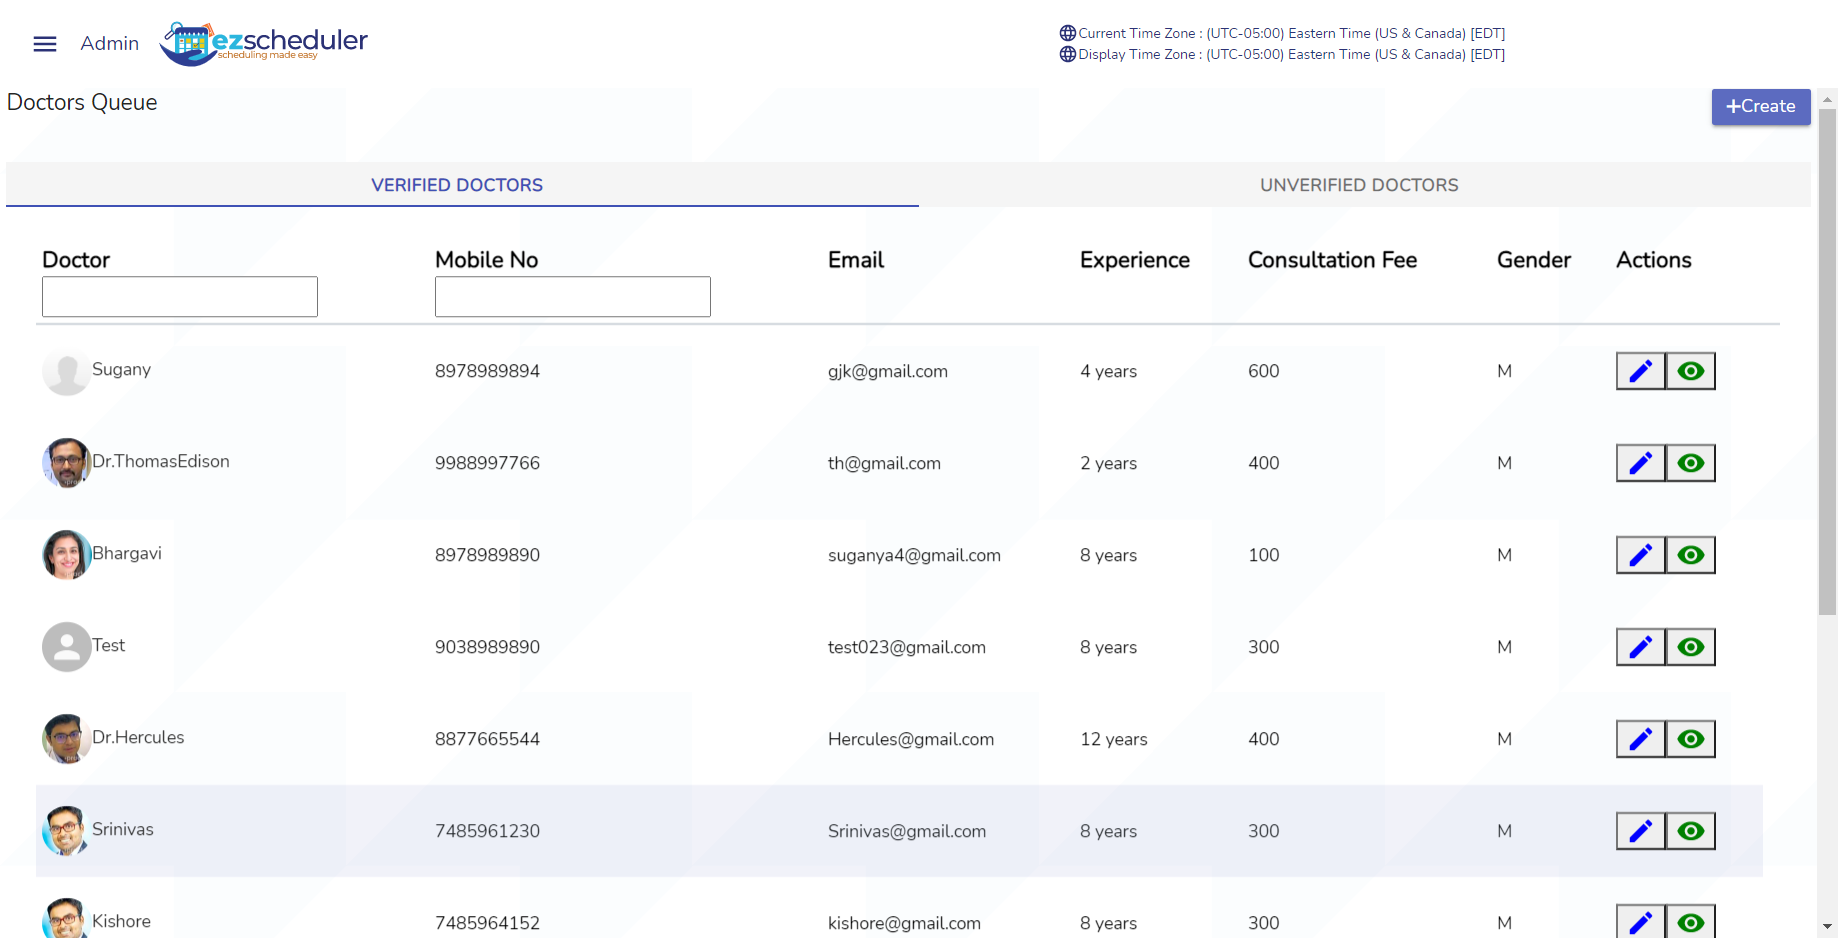 Admin
ezscheduler
scheduling made easy
Current Time Zone : (UTC-05:00) Eastern Time (US & Canada) [EDT]
Display Time Zone : (UTC-05:00) Eastern Time (US & Canada) [EDT]
Doctors Queue
+Create
VERIFIED DOCTORS UNVERIFIED DOCTORS
Doctor Mobile No Email Experience Consultation Fee Gender Actions
Sugany 8978989894 gjk@gmail.com 4 years 600 M
Dr.ThomasEdison 9988997766 th@gmail.com 2 years 400 M
Bhargavi 8978989890 suganya4@gmail.com 8 years 100 M
Test 9038989890 test023@gmail.com 8 years 300 M
Dr.Hercules 8877665544 Hercules@gmail.com 12 years 400 M
Srinivas 7485961230 Srinivas@gmail.com 8 years 300 M
Kishore 7485964152 kishore@gmail.com 8 years 300 M